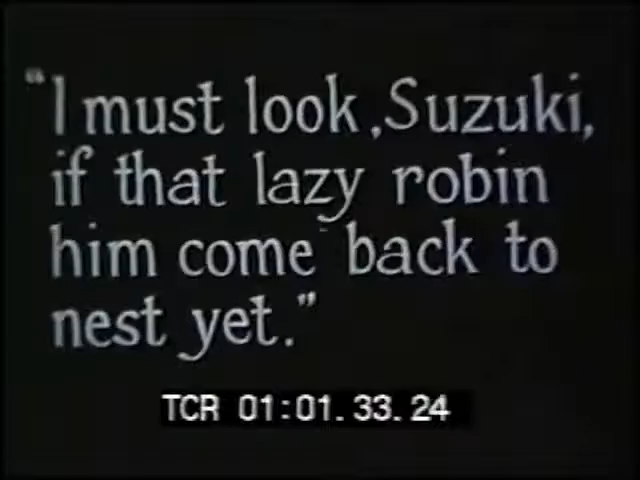 "I must look, Suzuki,
if that lazy robin
him come back to
nest yet."
TCR 01:01.33.24